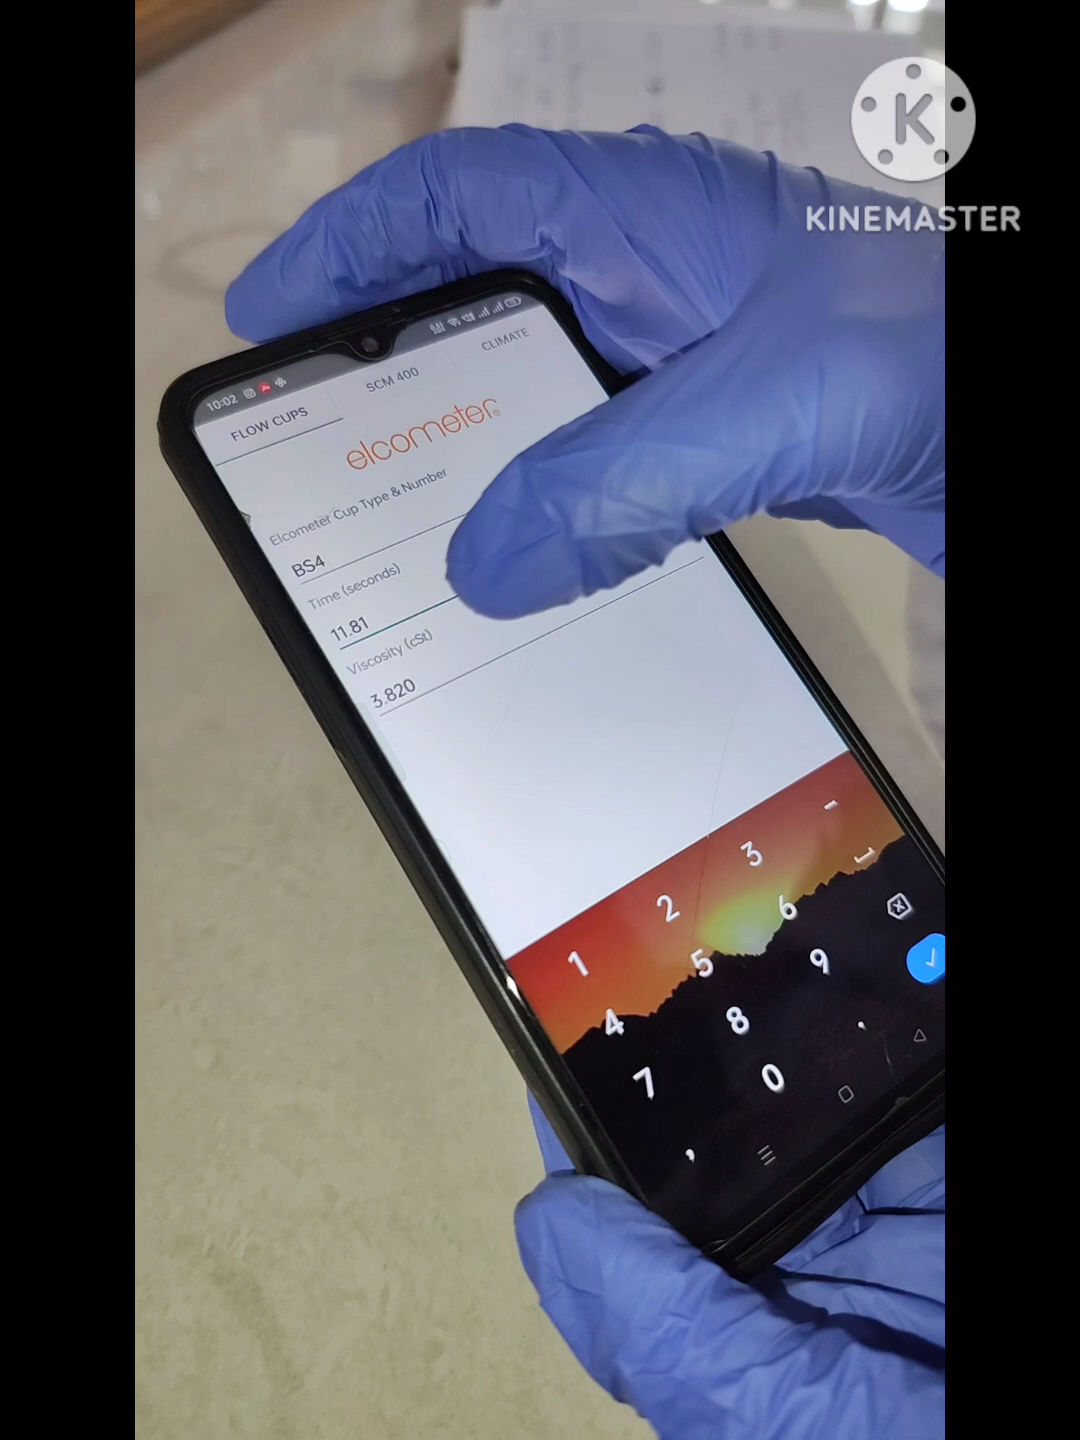 K
KINEMASTER
10:02
FLOW CUPS
SCM 400
CLIMATE
elcometer®
Elcometer Cup Type & Number
BS4
Time (seconds)
11.81
Viscosity (cSt)
3.820
1 2 3 -
4 5 6
7 8 9
, 0 .